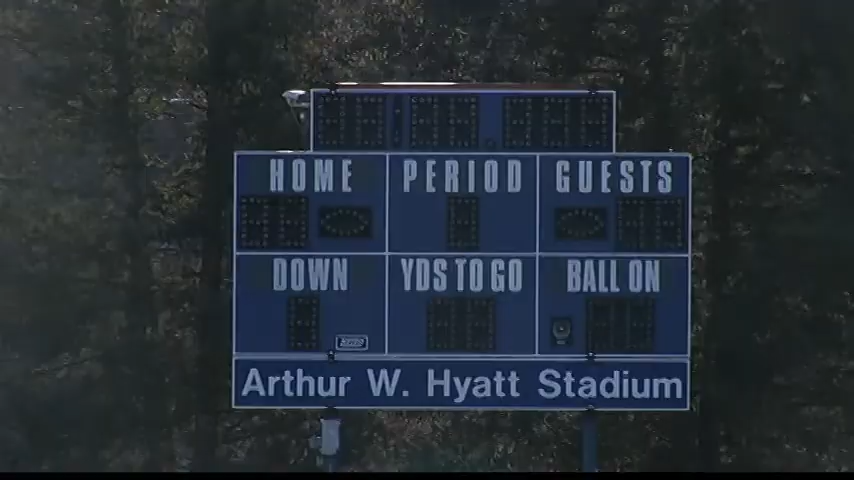 HOME PERIOD GUESTS
DOWN YDS TO GO BALL ON
Arthur W. Hyatt Stadium